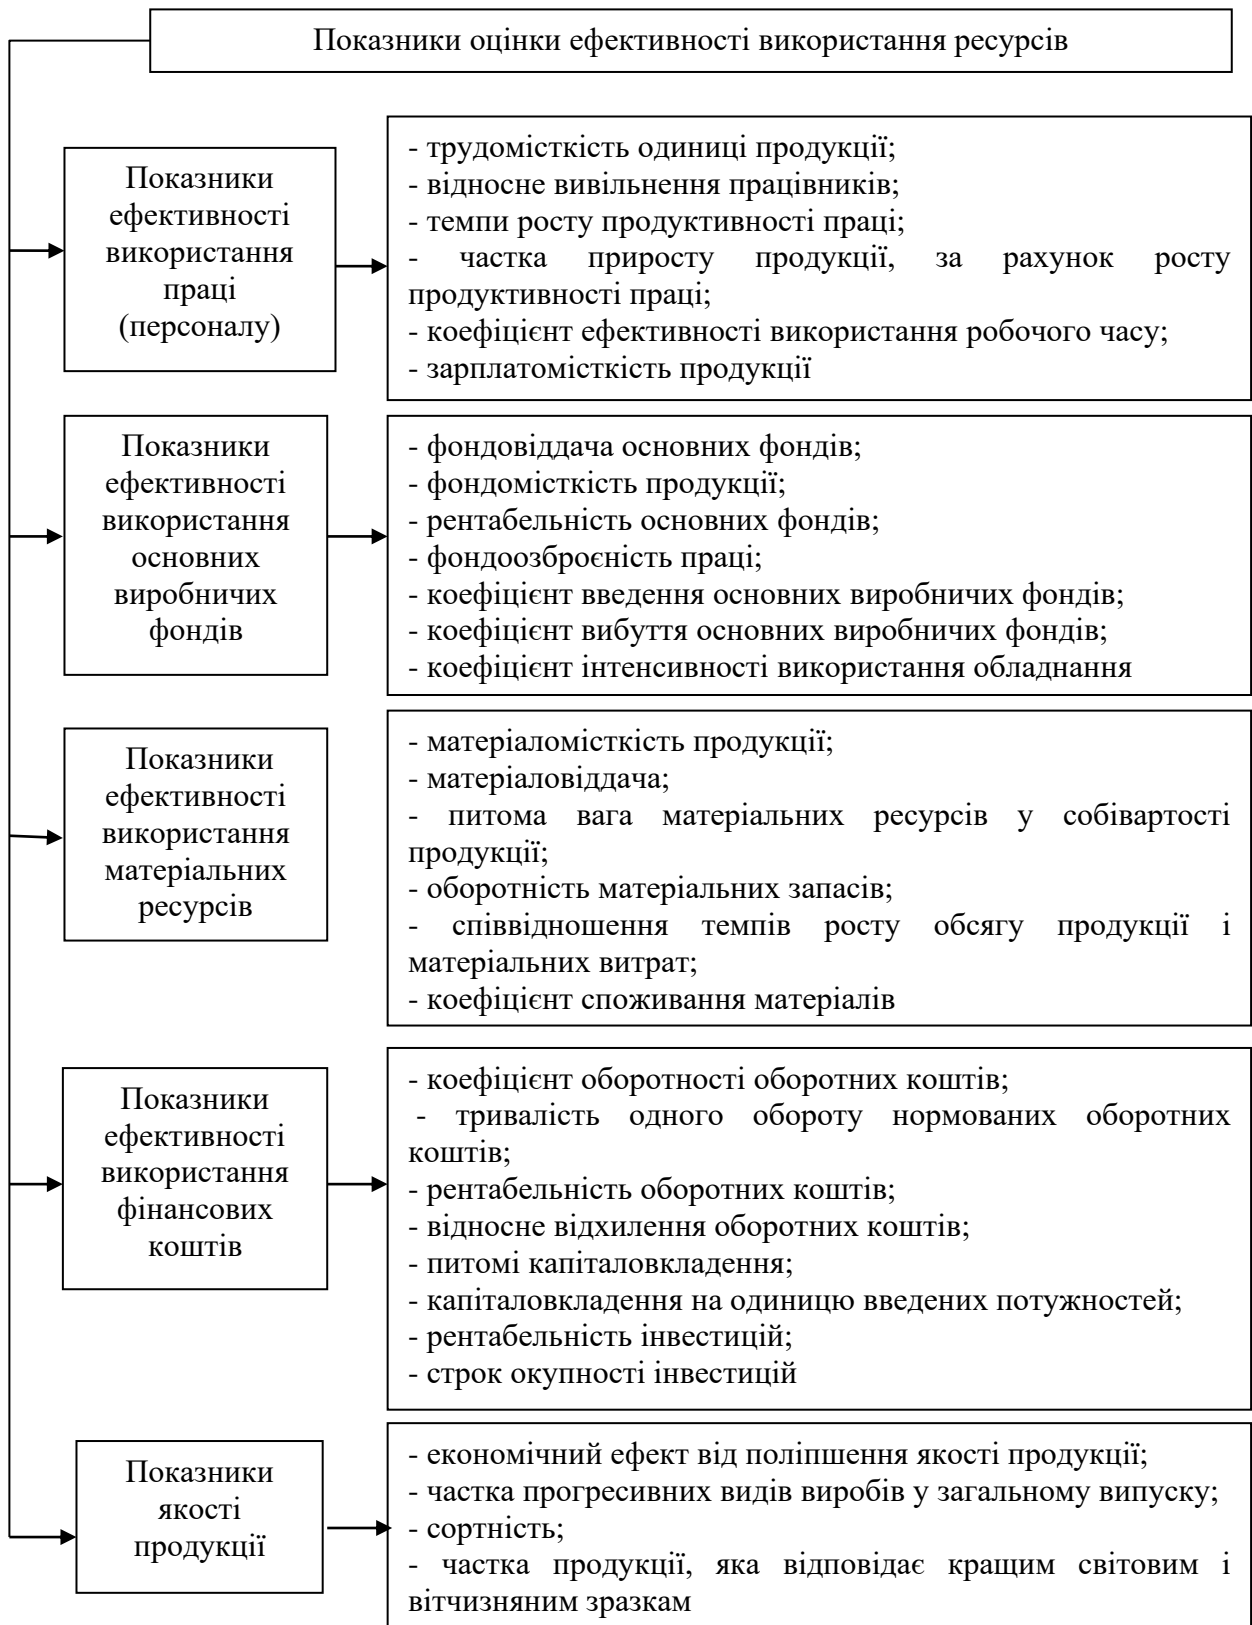 Показники оцінки ефективності використання ресурсів
Показники
ефективності
використання
праці
(персоналу)
- трудомісткість одиниці продукції;
- відносне вивільнення працівників;
- темпи росту продуктивності праці;
- частка приросту продукції, за рахунок росту
продуктивності праці;
- коефіцієнт ефективності використання робочого часу;
- зарплатомісткість продукції
Показники
ефективності
використання
основних
виробничих
фондів
- фондовіддача основних фондів;
- фондомісткість продукції;
- рентабельність основних фондів;
- фондоозброєність праці;
- коефіцієнт введення основних виробничих фондів;
- коефіцієнт вибуття основних виробничих фондів;
- коефіцієнт інтенсивності використання обладнання
Показники
ефективності
використання
матеріальних
ресурсів
- матеріаломісткість продукції;
- матеріаловіддача;
- питома вага матеріальних ресурсів у собівартості
продукції;
- оборотність матеріальних запасів;
- співвідношення темпів росту обсягу продукції і
матеріальних витрат;
- коефіцієнт споживання матеріалів
Показники
ефективності
використання
фінансових
коштів
- коефіцієнт оборотності оборотних коштів;
- тривалість одного обороту нормованих оборотних
коштів;
- рентабельність оборотних коштів;
- відносне відхилення оборотних коштів;
- питомі капіталовкладення;
- капіталовкладення на одиницю введених потужностей;
- рентабельність інвестицій;
- строк окупності інвестицій
Показники
якості
продукції
- економічний ефект від поліпшення якості продукції;
- частка прогресивних видів виробів у загальному випуску;
- сортність;
- частка продукції, яка відповідає кращим світовим і
вітчизняним зразкам